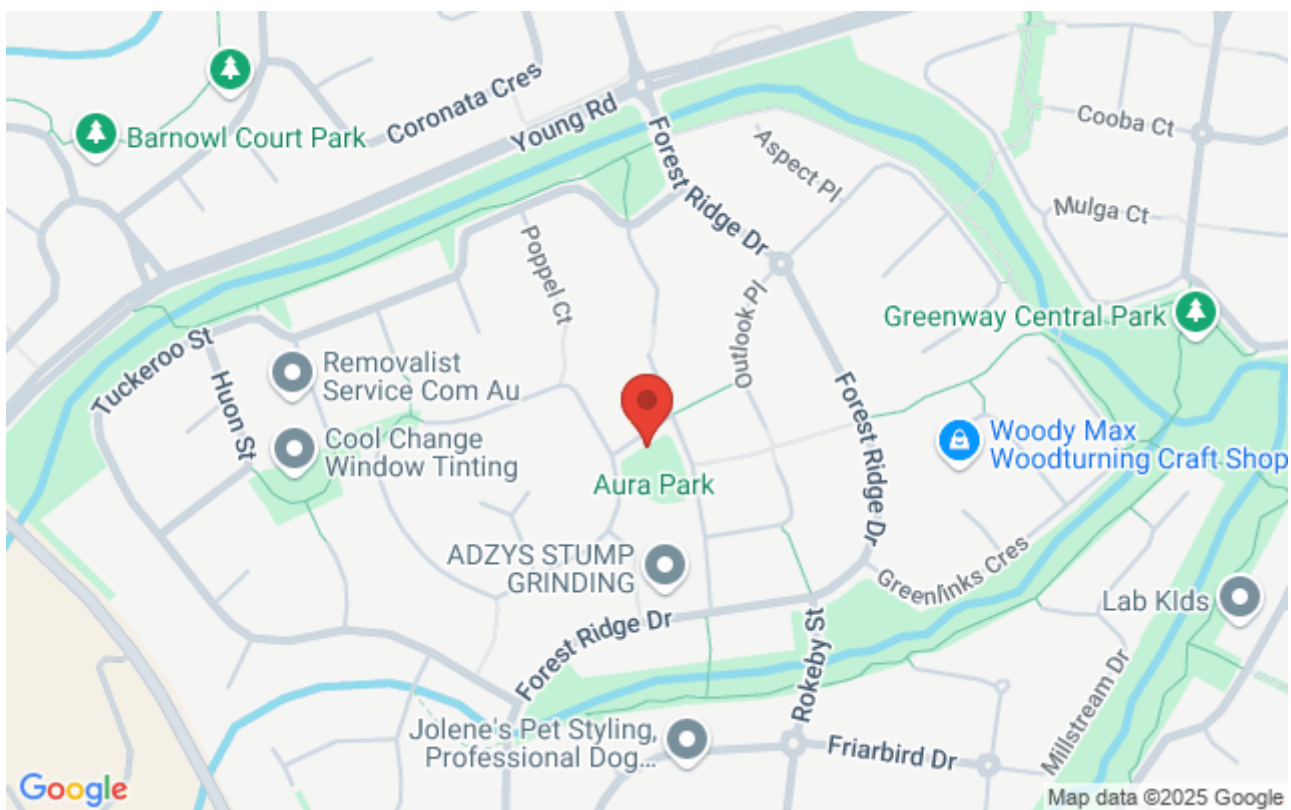 Coronata Cres
Young Rd
Barnowl Court Park
Cooba Ct
Aspect Pl
Forest Ridge Dr
Mulga Ct
Poppel Ct
Outlook Pl
Greenway Central Park
Tuckeroo St
Huon St
Removalist
Service Com Au
Forest Ridge Dr
Cool Change
Window Tinting
Woody Max
Woodturning Craft Shop
Aura Park
ADZYS STUMP
GRINDING
Greenlinks Cres
Lab KIds
Forest Ridge Dr
Rokeby St
Millstream Dr
Jolene's Pet Styling,
Professional Dog...
Friarbird Dr
Google
Map data ©2025 Google